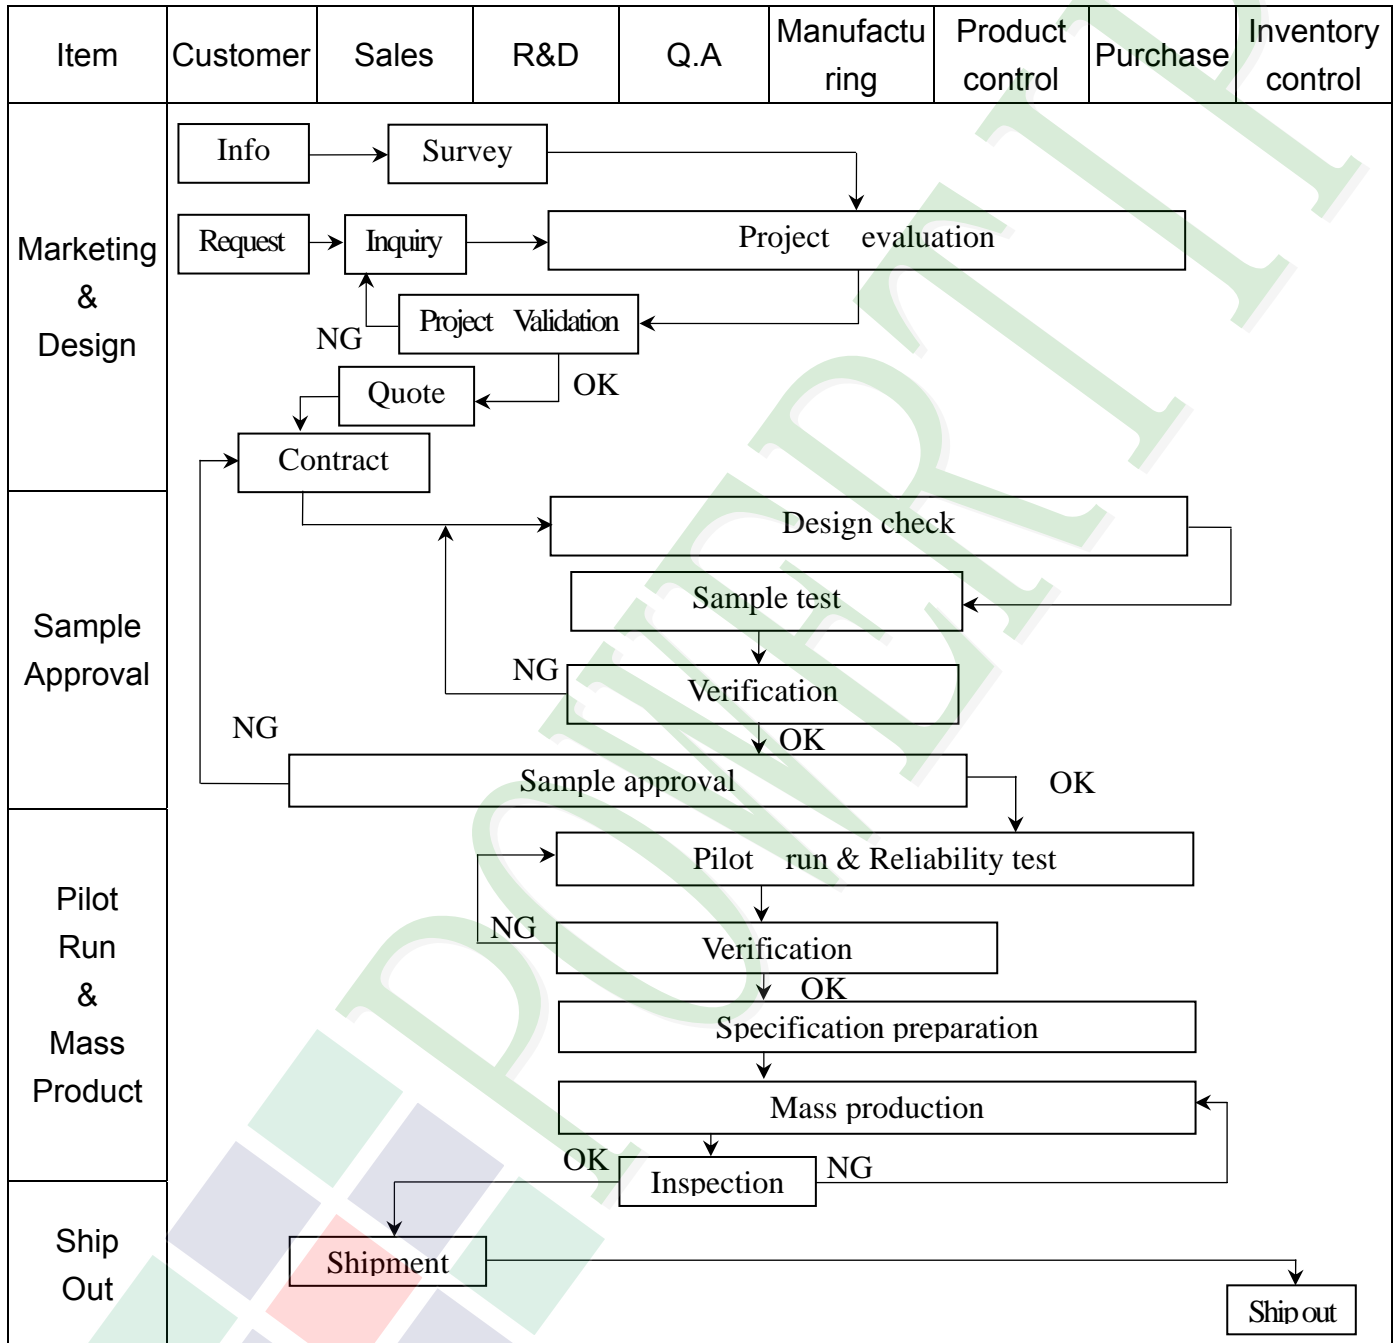 Item
Customer
Sales
R&D
Q.A
Manufactu
ring
Product
control
Purchase
Inventory
control
Marketing
&
Design
Info
Survey
Request
Inquiry
Project evaluation
Project Validation
NG
OK
Quote
Contract
Sample
Approval
Design check
Sample test
NG
Verification
NG
OK
Sample approval
OK
Pilot
Run
&
Mass
Product
Pilot run & Reliability test
NG
Verification
OK
Specification preparation
Mass production
OK
Inspection
NG
Ship
Out
Shipment
Ship out
POWERTIP